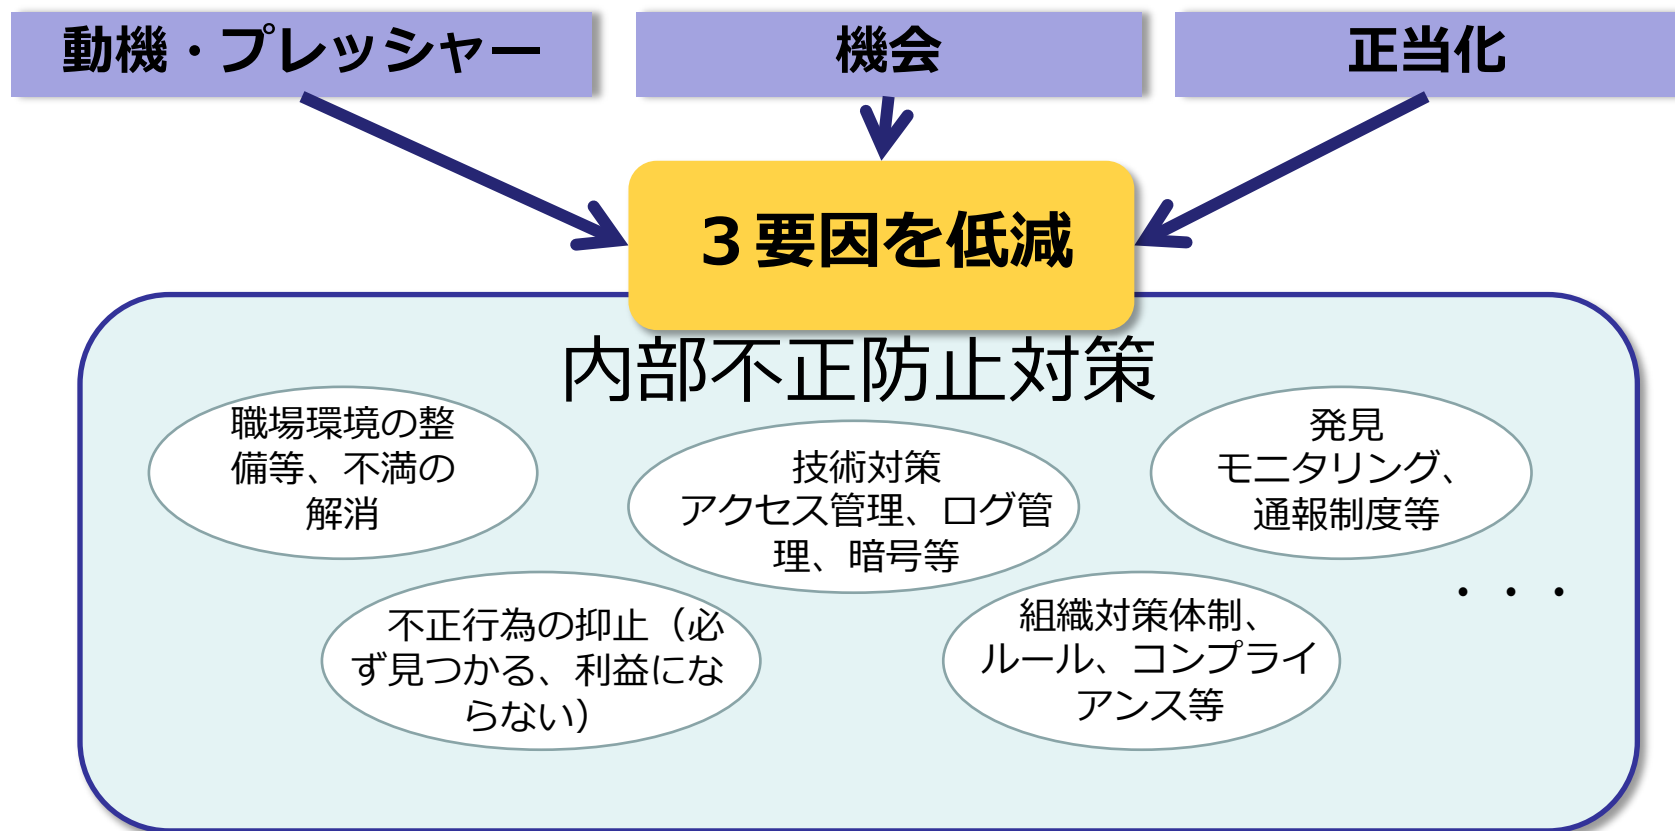 動機・プレッシャー
機会
正当化
３要因を低減
内部不正防止対策
職場環境の整
備等、不満の
解消
技術対策
アクセス管理、ログ管
理、暗号等
発見
モニタリング、
通報制度等
不正行為の抑止（必
ず見つかる、利益にな
らない）
組織対策体制、
ルール、コンプライ
アンス等
・・・